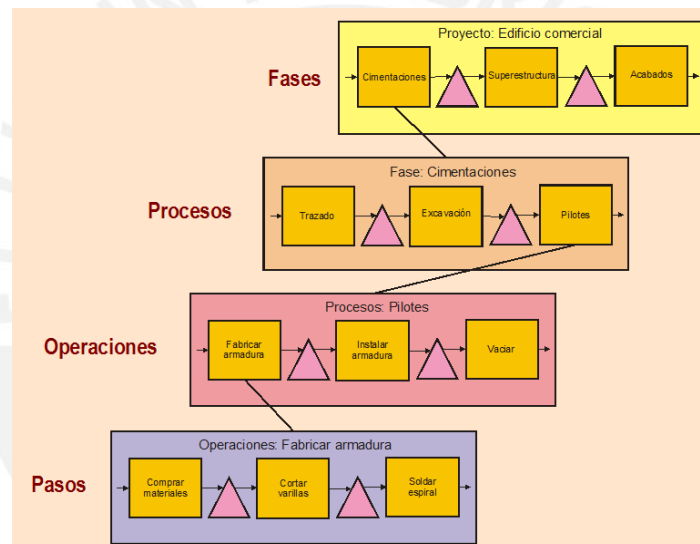 Proyecto: Edificio comercial
Fases
Cimentaciones
Superestructura
Acabados
Fase: Cimentaciones
Procesos
Trazado
Excavación
Pilotes
Procesos: Pilotes
Operaciones
Fabricar
armadura
Instalar
armadura
Vaciar
Operaciones: Fabricar armadura
Pasos
Comprar
materiales
Cortar
varillas
Soldar
espiral